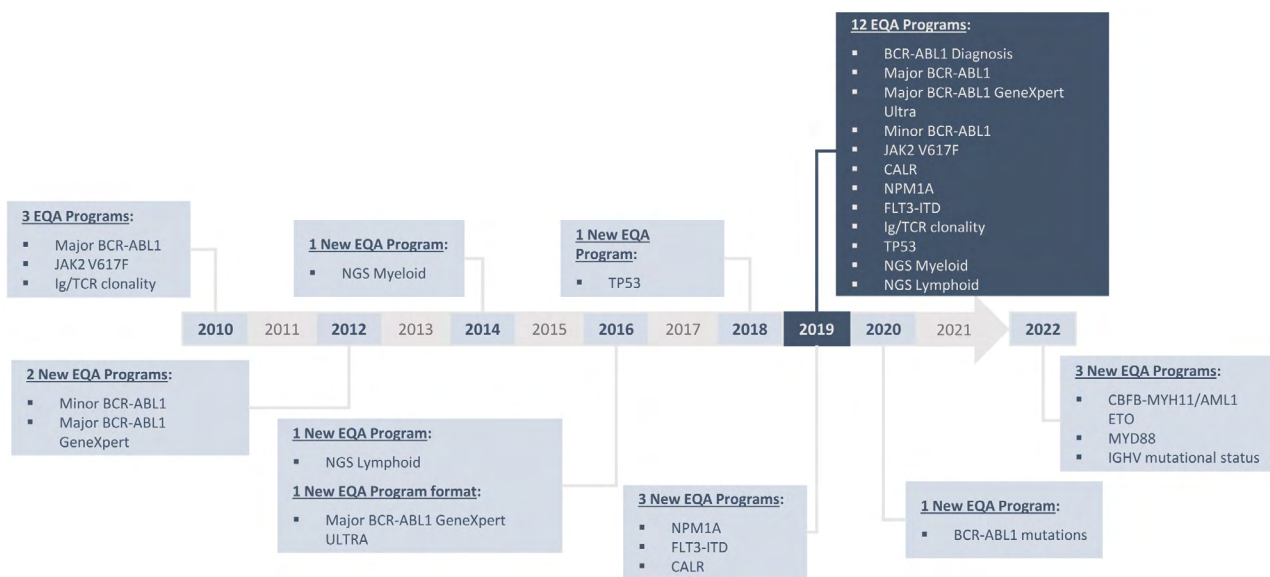 12 EQA Programs:
▪ BCR-ABL1 Diagnosis
▪ Major BCR-ABL1
▪ Major BCR-ABL1 GeneXpert
Ultra
▪ Minor BCR-ABL1
▪ JAK2 V617F
▪ CALR
▪ NPM1A
▪ FLT3-ITD
▪ Ig/TCR clonality
▪ TP53
▪ NGS Myeloid
▪ NGS Lymphoid
3 EQA Programs:
▪ Major BCR-ABL1
▪ JAK2 V617F
▪ Ig/TCR clonality
1 New EQA Program:
▪ NGS Myeloid
1 New EQA
Program:
▪ TP53
2010 2011 2012 2013 2014 2015 2016 2017 2018 2019 2020 2021 2022
2 New EQA Programs:
▪ Minor BCR-ABL1
▪ Major BCR-ABL1
GeneXpert
1 New EQA Program:
▪ NGS Lymphoid
1 New EQA Program format:
▪ Major BCR-ABL1 GeneXpert
ULTRA
3 New EQA Programs:
▪ NPM1A
▪ FLT3-ITD
▪ CALR
1 New EQA Program:
▪ BCR-ABL1 mutations
3 New EQA Programs:
▪ CBFB-MYH11/AML1
ETO
▪ MYD88
▪ IGHV mutational status